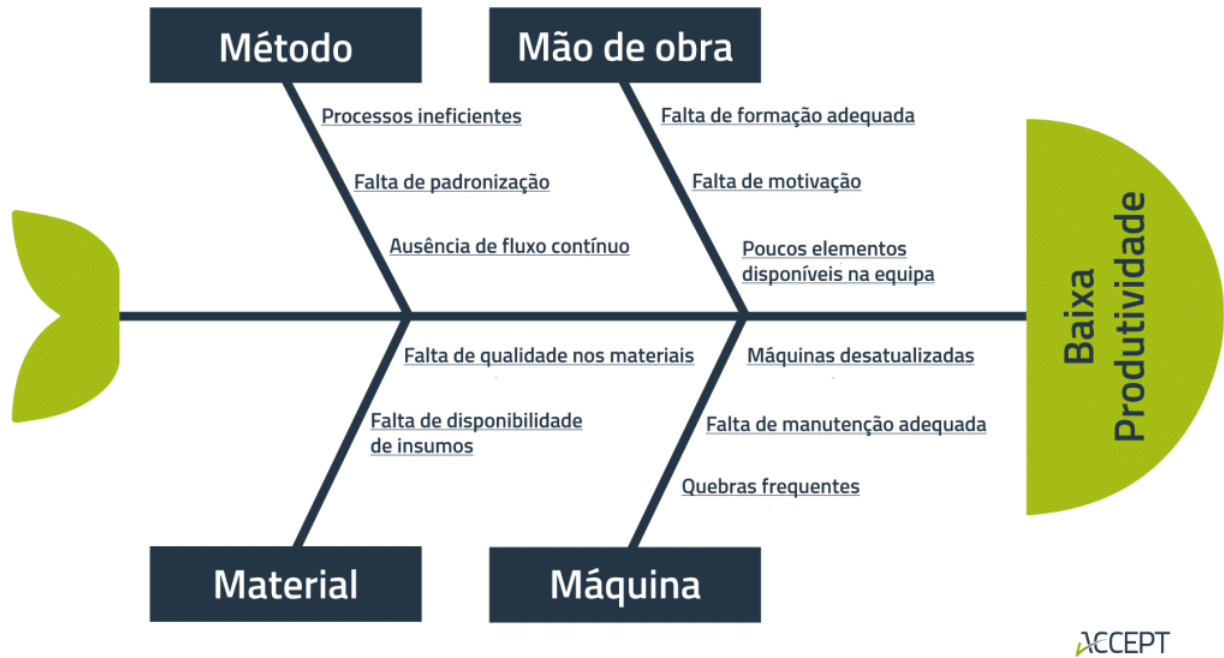 Método
Mão de obra
Processos ineficientes
Falta de padronização
Ausência de fluxo contínuo
Falta de formação adequada
Falta de motivação
Poucos elementos
disponíveis na equipa
Baixa
Produtividade
Falta de qualidade nos materiais
Falta de disponibilidade
de insumos
Máquinas desatualizadas
Falta de manutenção adequada
Quebras frequentes
Material
Máquina
ACCEPT